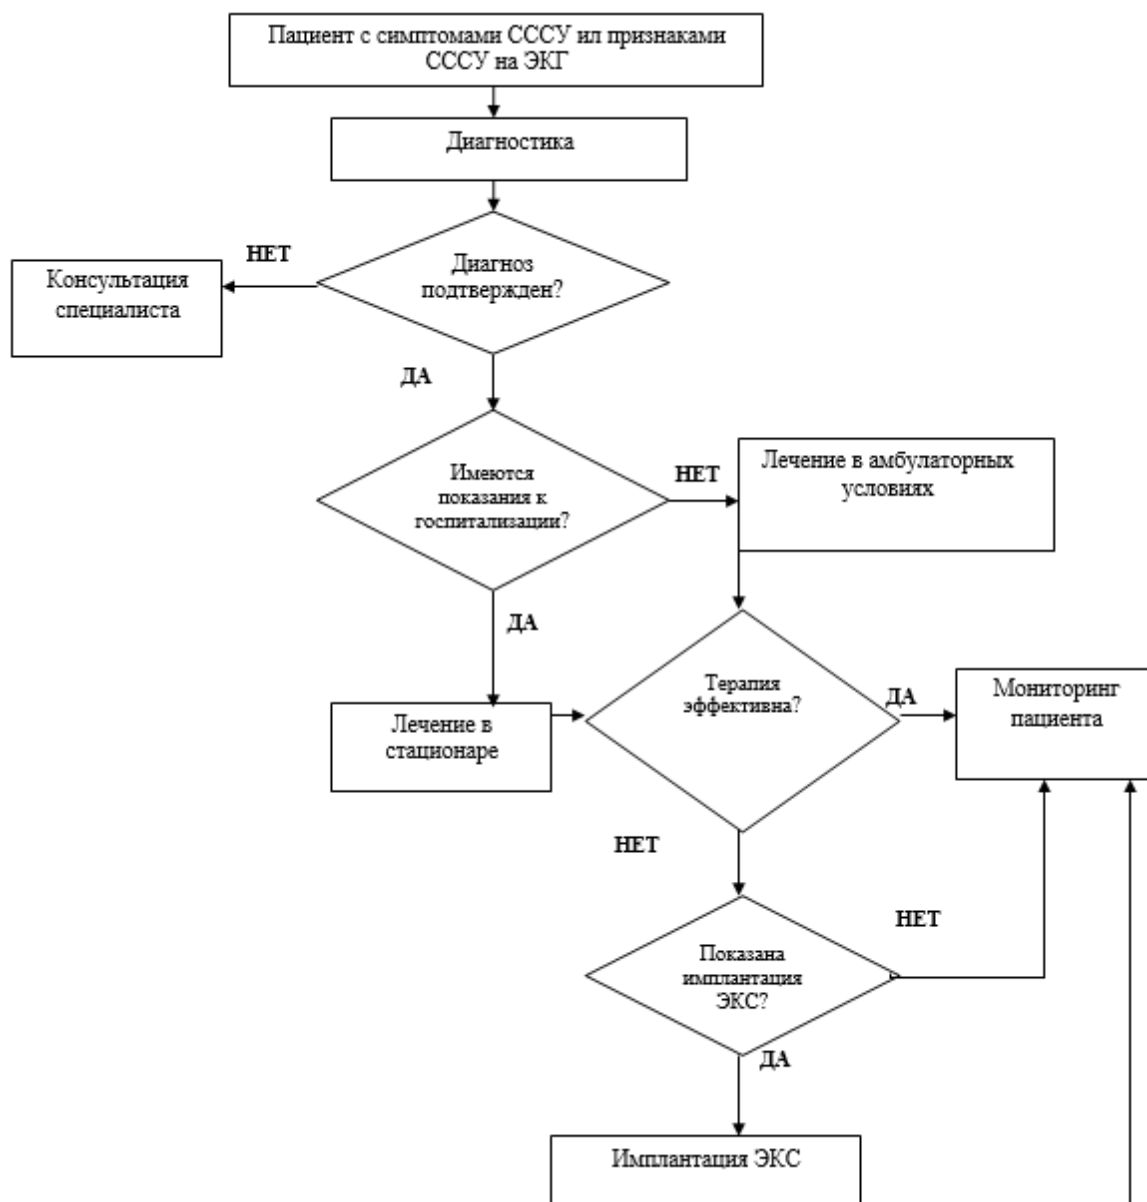 Пациент с симптомами СССУ ил признаками
СССУ на ЭКГ
Диагностика
НЕТ
Диагноз
подтвержден?
Консультация
специалиста
ДА
Имеются
показания к
госпитализации?
НЕТ
Лечение в амбулаторных
условиях
ДА
Терапия
эффективна?
ДА
Мониторинг
пациента
Лечение в
стационаре
НЕТ
НЕТ
Показана
имплантация
ЭКС?
ДА
Имплантация ЭКС